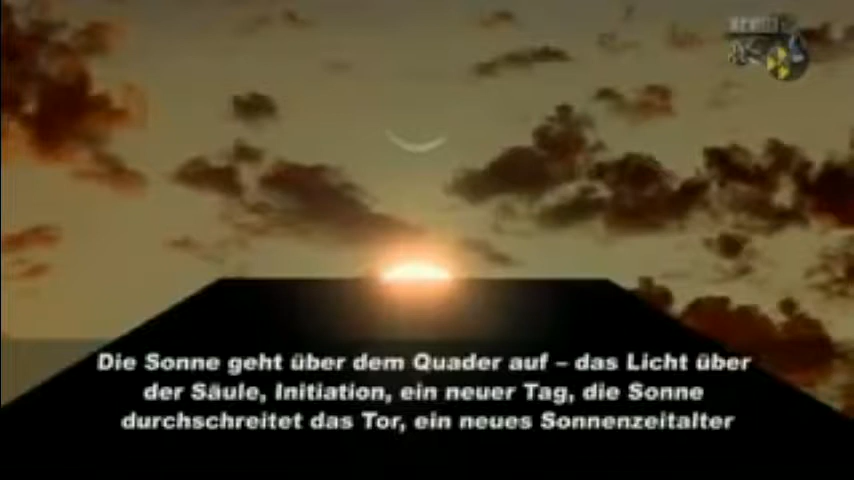 Die Sonne geht über dem Quader auf – das Licht über
der Säule, Initiation, ein neuer Tag, die Sonne
durchschreitet das Tor, ein neues Sonnenzeitalter